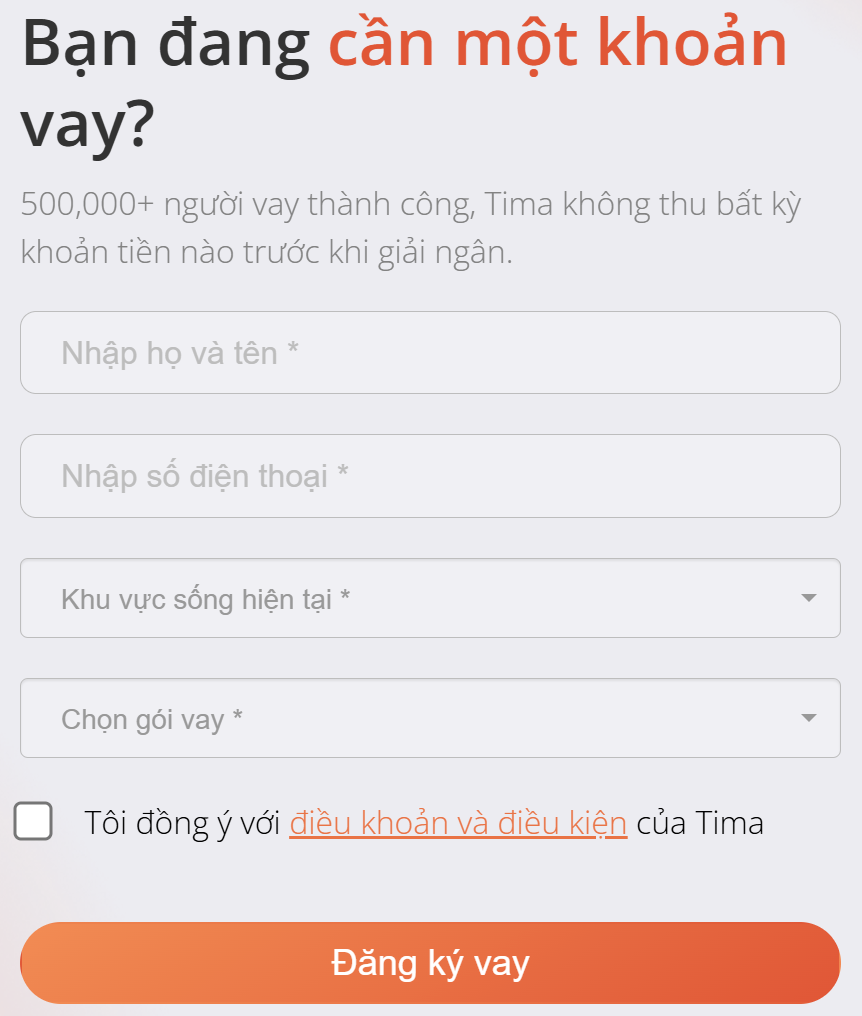 Bạn đang cần một khoản
vay?
500,000+ người vay thành công, Tima không thu bất kỳ
khoản tiền nào trước khi giải ngân.
Nhập họ và tên *
Nhập số điện thoại *
Khu vực sống hiện tại *
Chọn gói vay *
Tôi đồng ý với điều khoản và điều kiện của Tima
Đăng ký vay